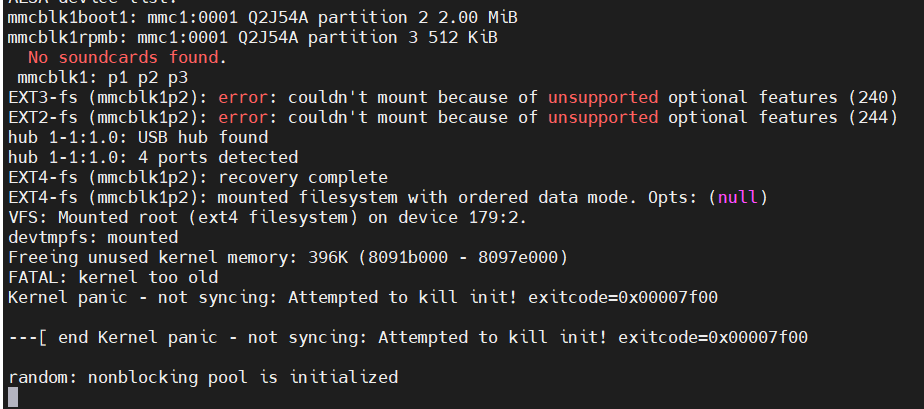 mmcblk1boot1: mmc1:0001 Q2J54A partition 2 2.00 MiB
mmcblk1rpmb: mmc1:0001 Q2J54A partition 3 512 KiB
  No soundcards found.
 mmcblk1: p1 p2 p3
EXT3-fs (mmcblk1p2): error: couldn't mount because of unsupported optional features (240)
EXT2-fs (mmcblk1p2): error: couldn't mount because of unsupported optional features (244)
hub 1-1:1.0: USB hub found
hub 1-1:1.0: 4 ports detected
EXT4-fs (mmcblk1p2): recovery complete
EXT4-fs (mmcblk1p2): mounted filesystem with ordered data mode. Opts: (null)
VFS: Mounted root (ext4 filesystem) on device 179:2.
devtmpfs: mounted
Freeing unused kernel memory: 396K (8091b000 - 8097e000)
FATAL: kernel too old
Kernel panic - not syncing: Attempted to kill init! exitcode=0x00007f00

---[ end Kernel panic - not syncing: Attempted to kill init! exitcode=0x00007f00

random: nonblocking pool is initialized